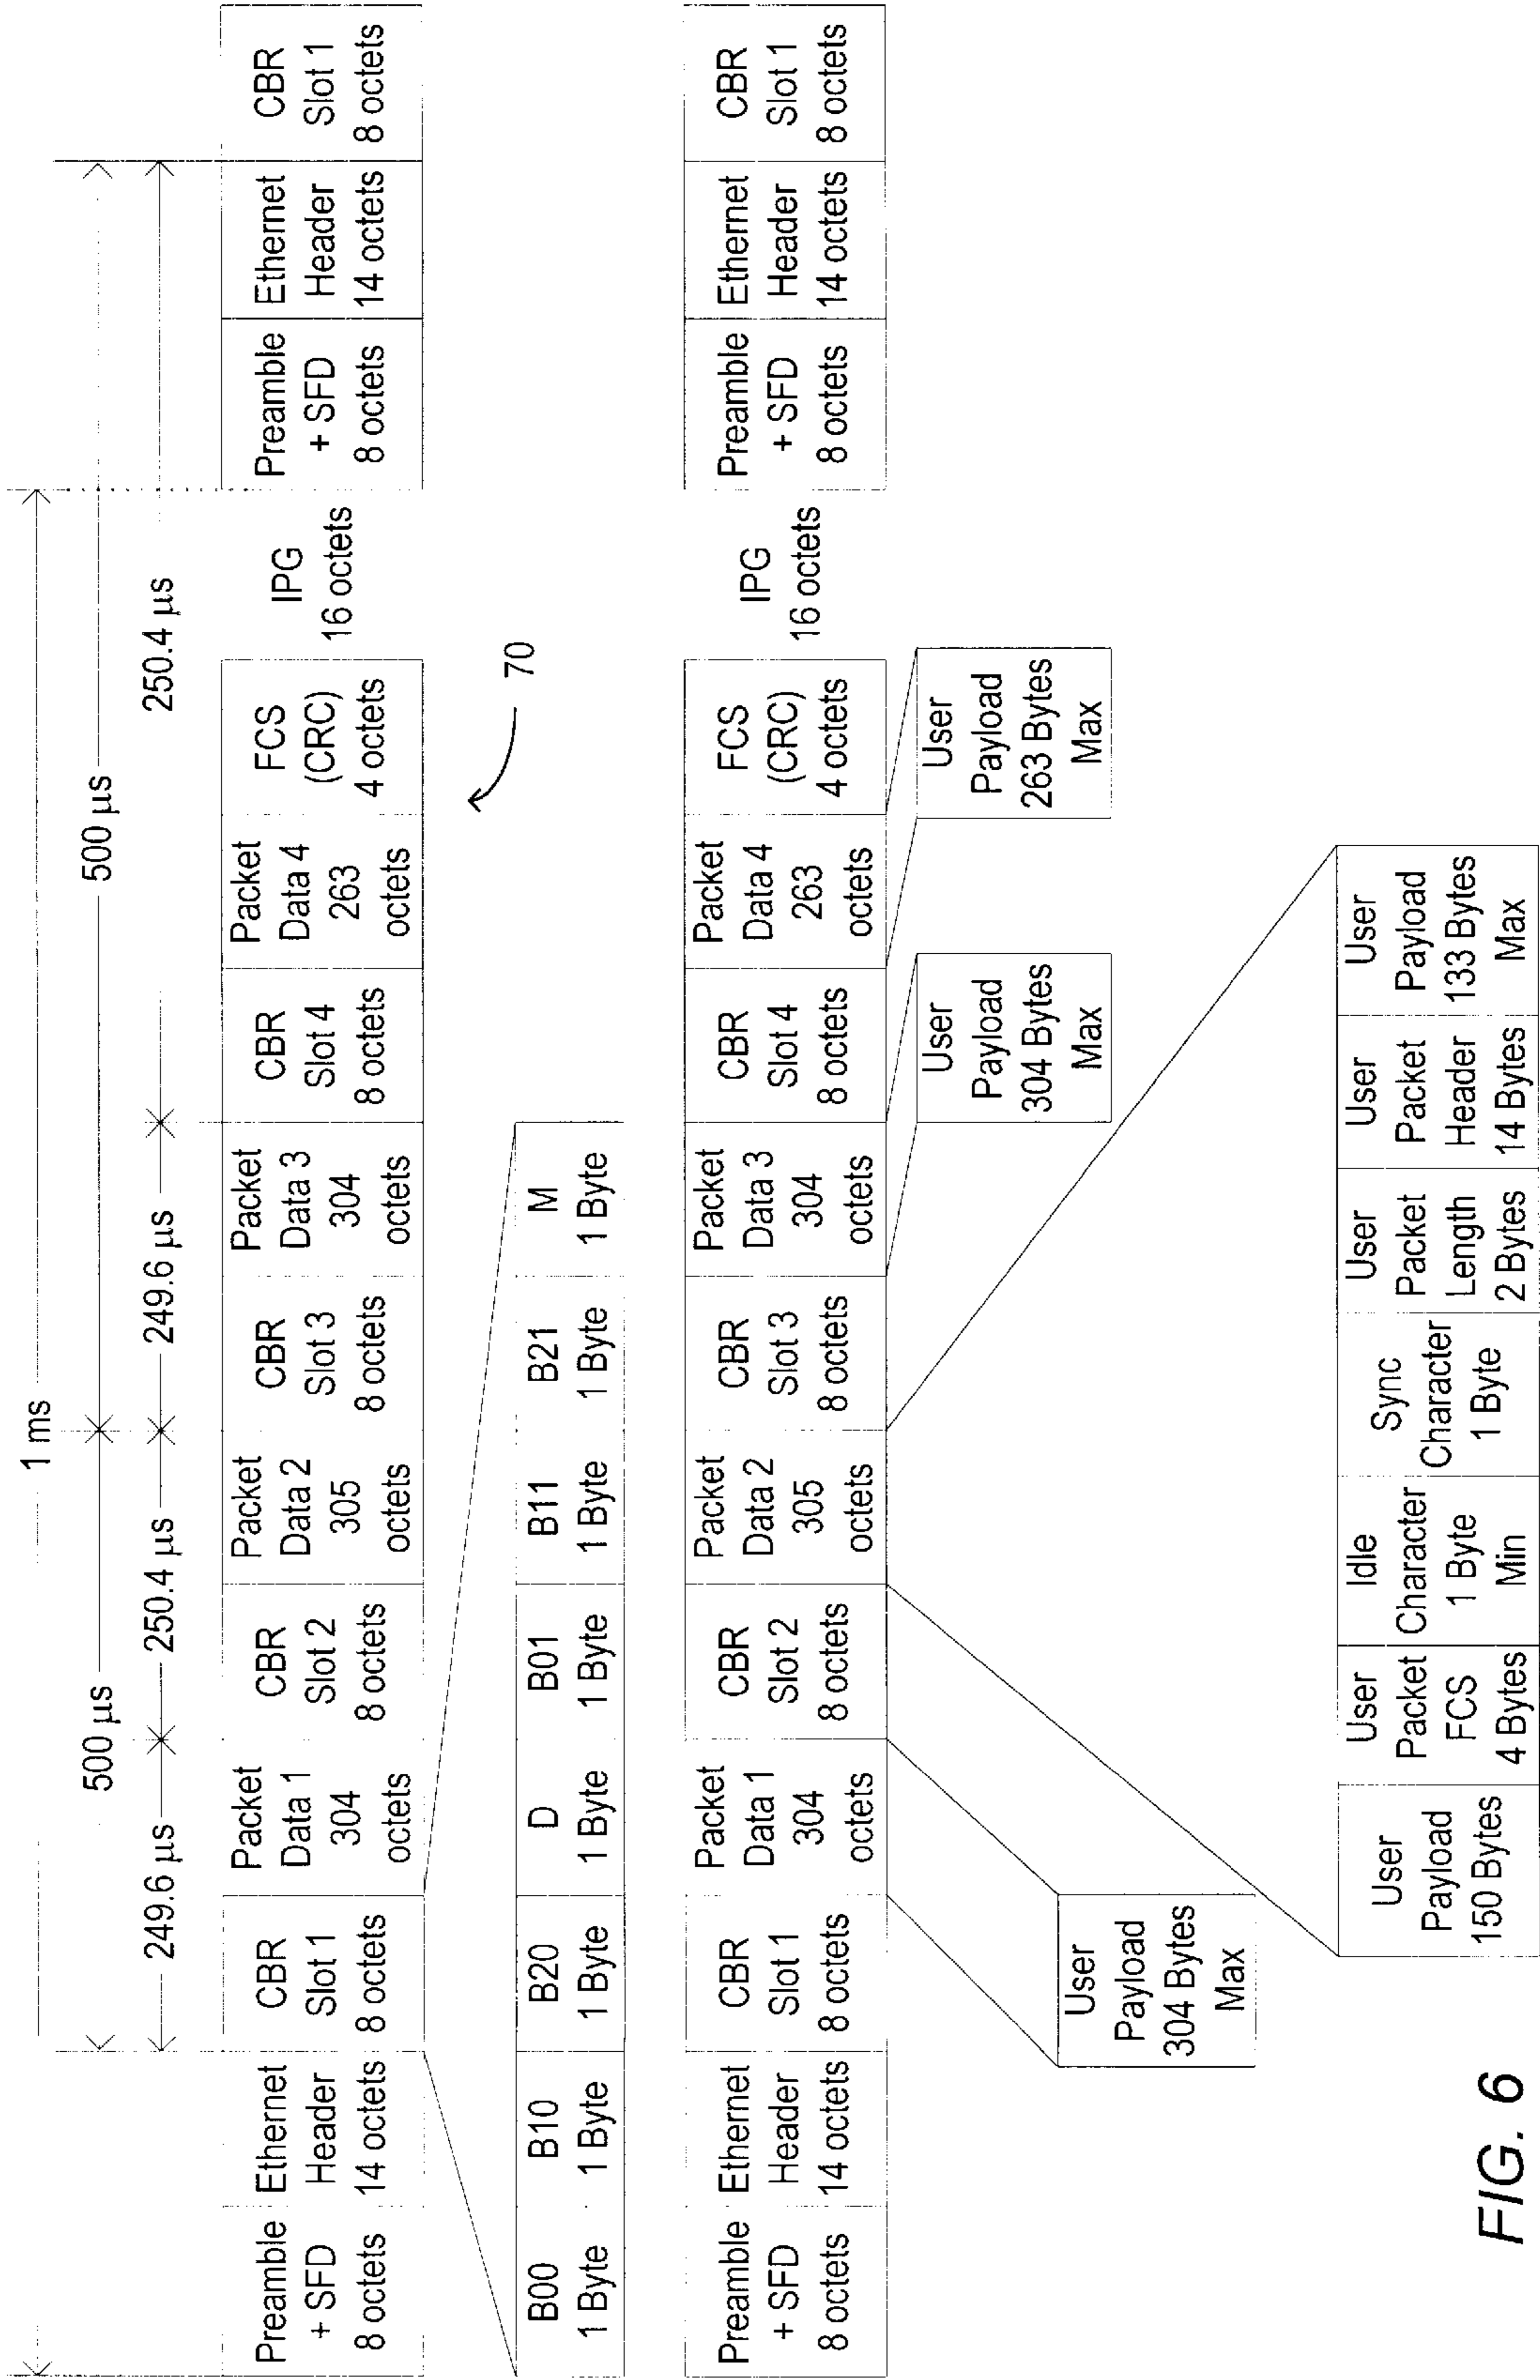 1 ms
500 μs
500 μs
249.6 μs
250.4 μs
249.6 μs
250.4 μs
Preamble
+ SFD
8 octets
Ethernet
Header
14 octets
CBR
Slot 1
8 octets
Packet
Data 1
304
octets
CBR
Slot 2
8 octets
Packet
Data 2
305
octets
CBR
Slot 3
8 octets
Packet
Data 3
304
octets
CBR
Slot 4
8 octets
Packet
Data 4
263
octets
FCS
(CRC)
4 octets
IPG
16 octets
Preamble
+ SFD
8 octets
Ethernet
Header
14 octets
CBR
Slot 1
8 octets
70
B00
1 Byte
B10
1 Byte
B20
1 Byte
D
1 Byte
B01
1 Byte
B11
1 Byte
B21
1 Byte
M
1 Byte
Preamble
+ SFD
8 octets
Ethernet
Header
14 octets
CBR
Slot 1
8 octets
Packet
Data 1
304
octets
CBR
Slot 2
8 octets
Packet
Data 2
305
octets
CBR
Slot 3
8 octets
Packet
Data 3
304
octets
CBR
Slot 4
8 octets
Packet
Data 4
263
octets
FCS
(CRC)
4 octets
IPG
16 octets
Preamble
+ SFD
8 octets
Ethernet
Header
14 octets
CBR
Slot 1
8 octets
User
Payload
304 Bytes
Max
User
Payload
304 Bytes
Max
User
Payload
263 Bytes
Max
User
Payload
150 Bytes
User
Packet
FCS
4 Bytes
Idle
Character
1 Byte
Min
Sync
Character
1 Byte
User
Packet
Length
2 Bytes
User
Packet
Header
14 Bytes
User
Payload
133 Bytes
Max
FIG. 6